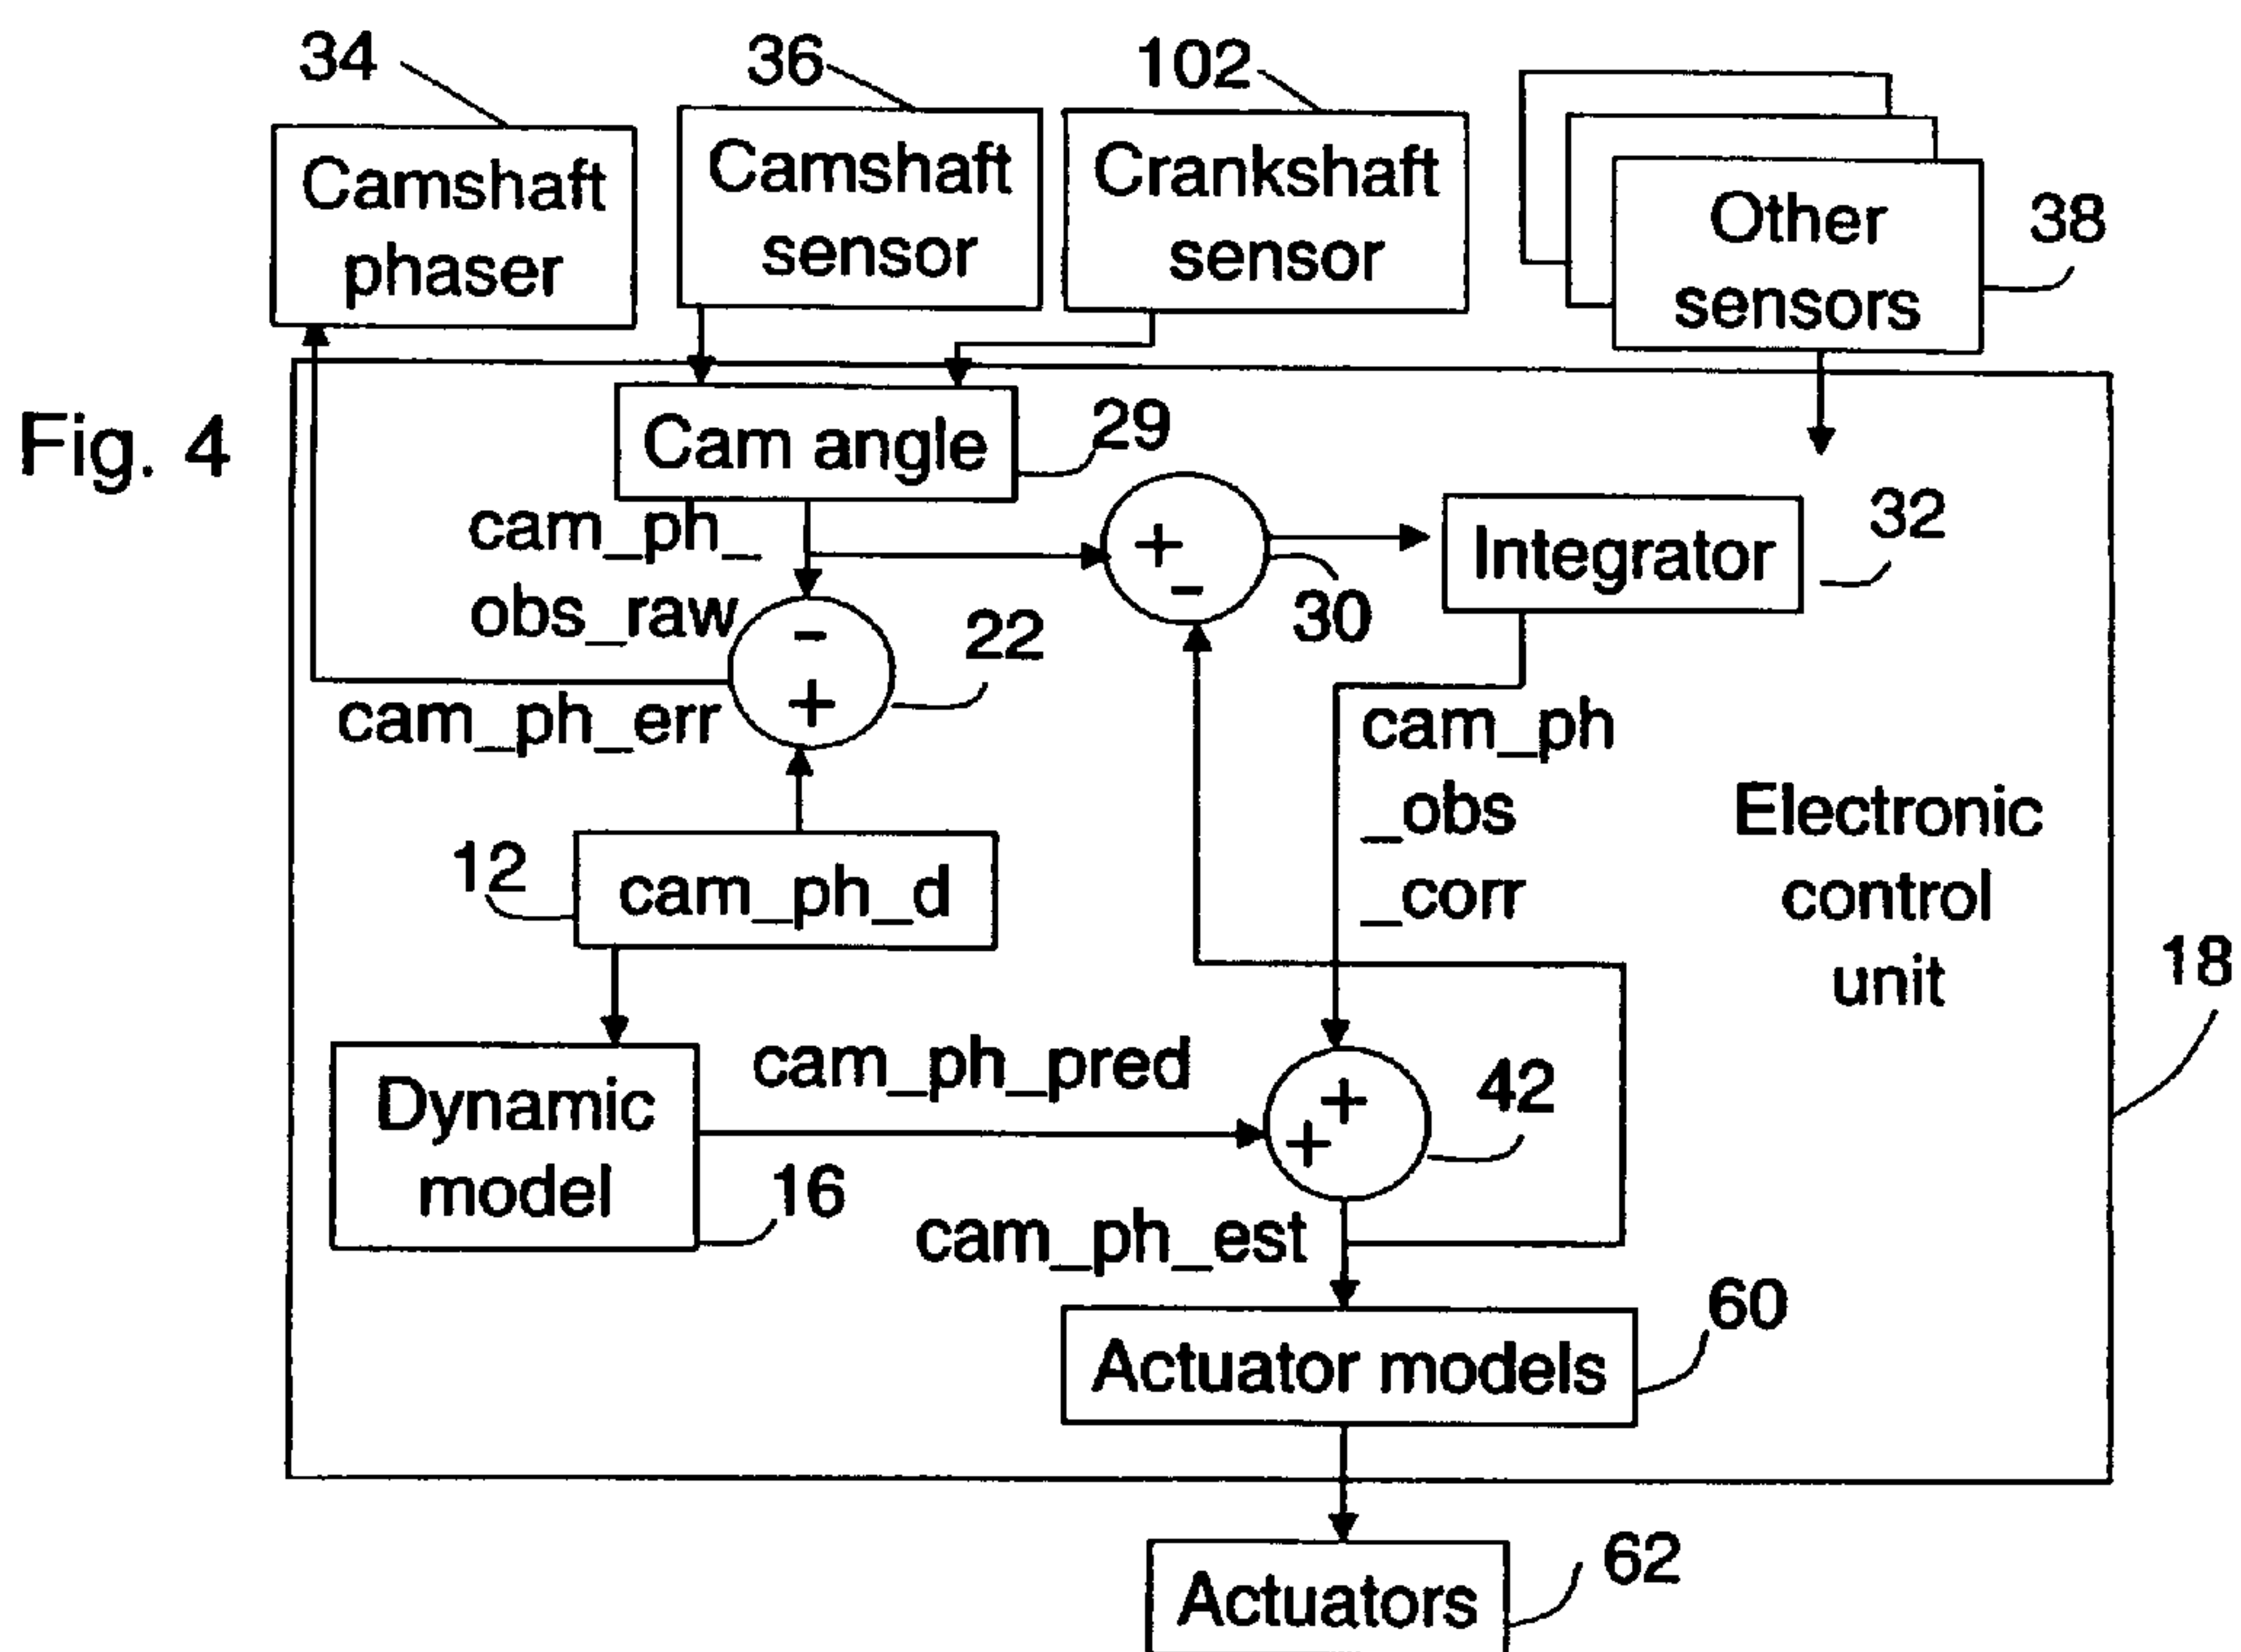 34
36
102
Camshaft
phaser
Camshaft
sensor
Crankshaft
sensor
Other
sensors
38
Fig. 4
Cam angle
29
cam_ph_
obs_raw
+
-
30
Integrator
32
-
+
22
cam_ph_err
cam_ph
_obs
_corr
12
cam_ph_d
Electronic
control
unit
18
Dynamic
model
16
cam_ph_pred
+
+
42
cam_ph_est
60
Actuator models
62
Actuators